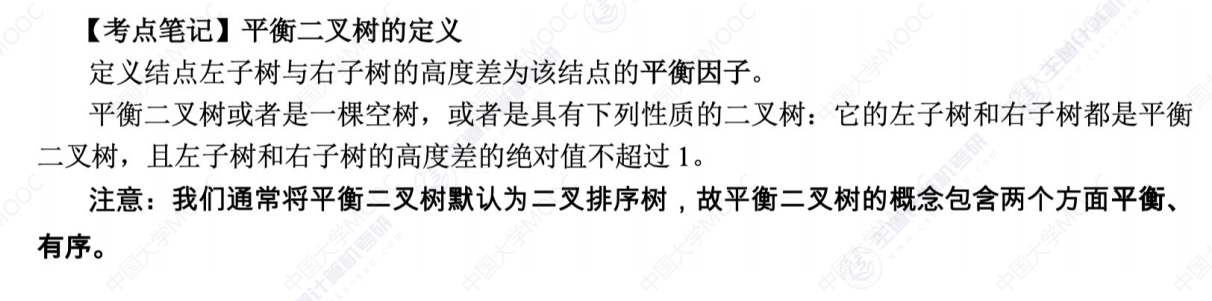 【考点笔记】平衡二叉树的定义
定义结点左子树与右子树的高度差为该结点的平衡因子。
平衡二叉树或者是一棵空树，或者是具有下列性质的二叉树：它的左子树和右子树都是平衡
二叉树，且左子树和右子树的高度差的绝对值不超过 1。
注意：我们通常将平衡二叉树默认为二叉排序树，故平衡二叉树的概念包含两个方面平衡、
有序。